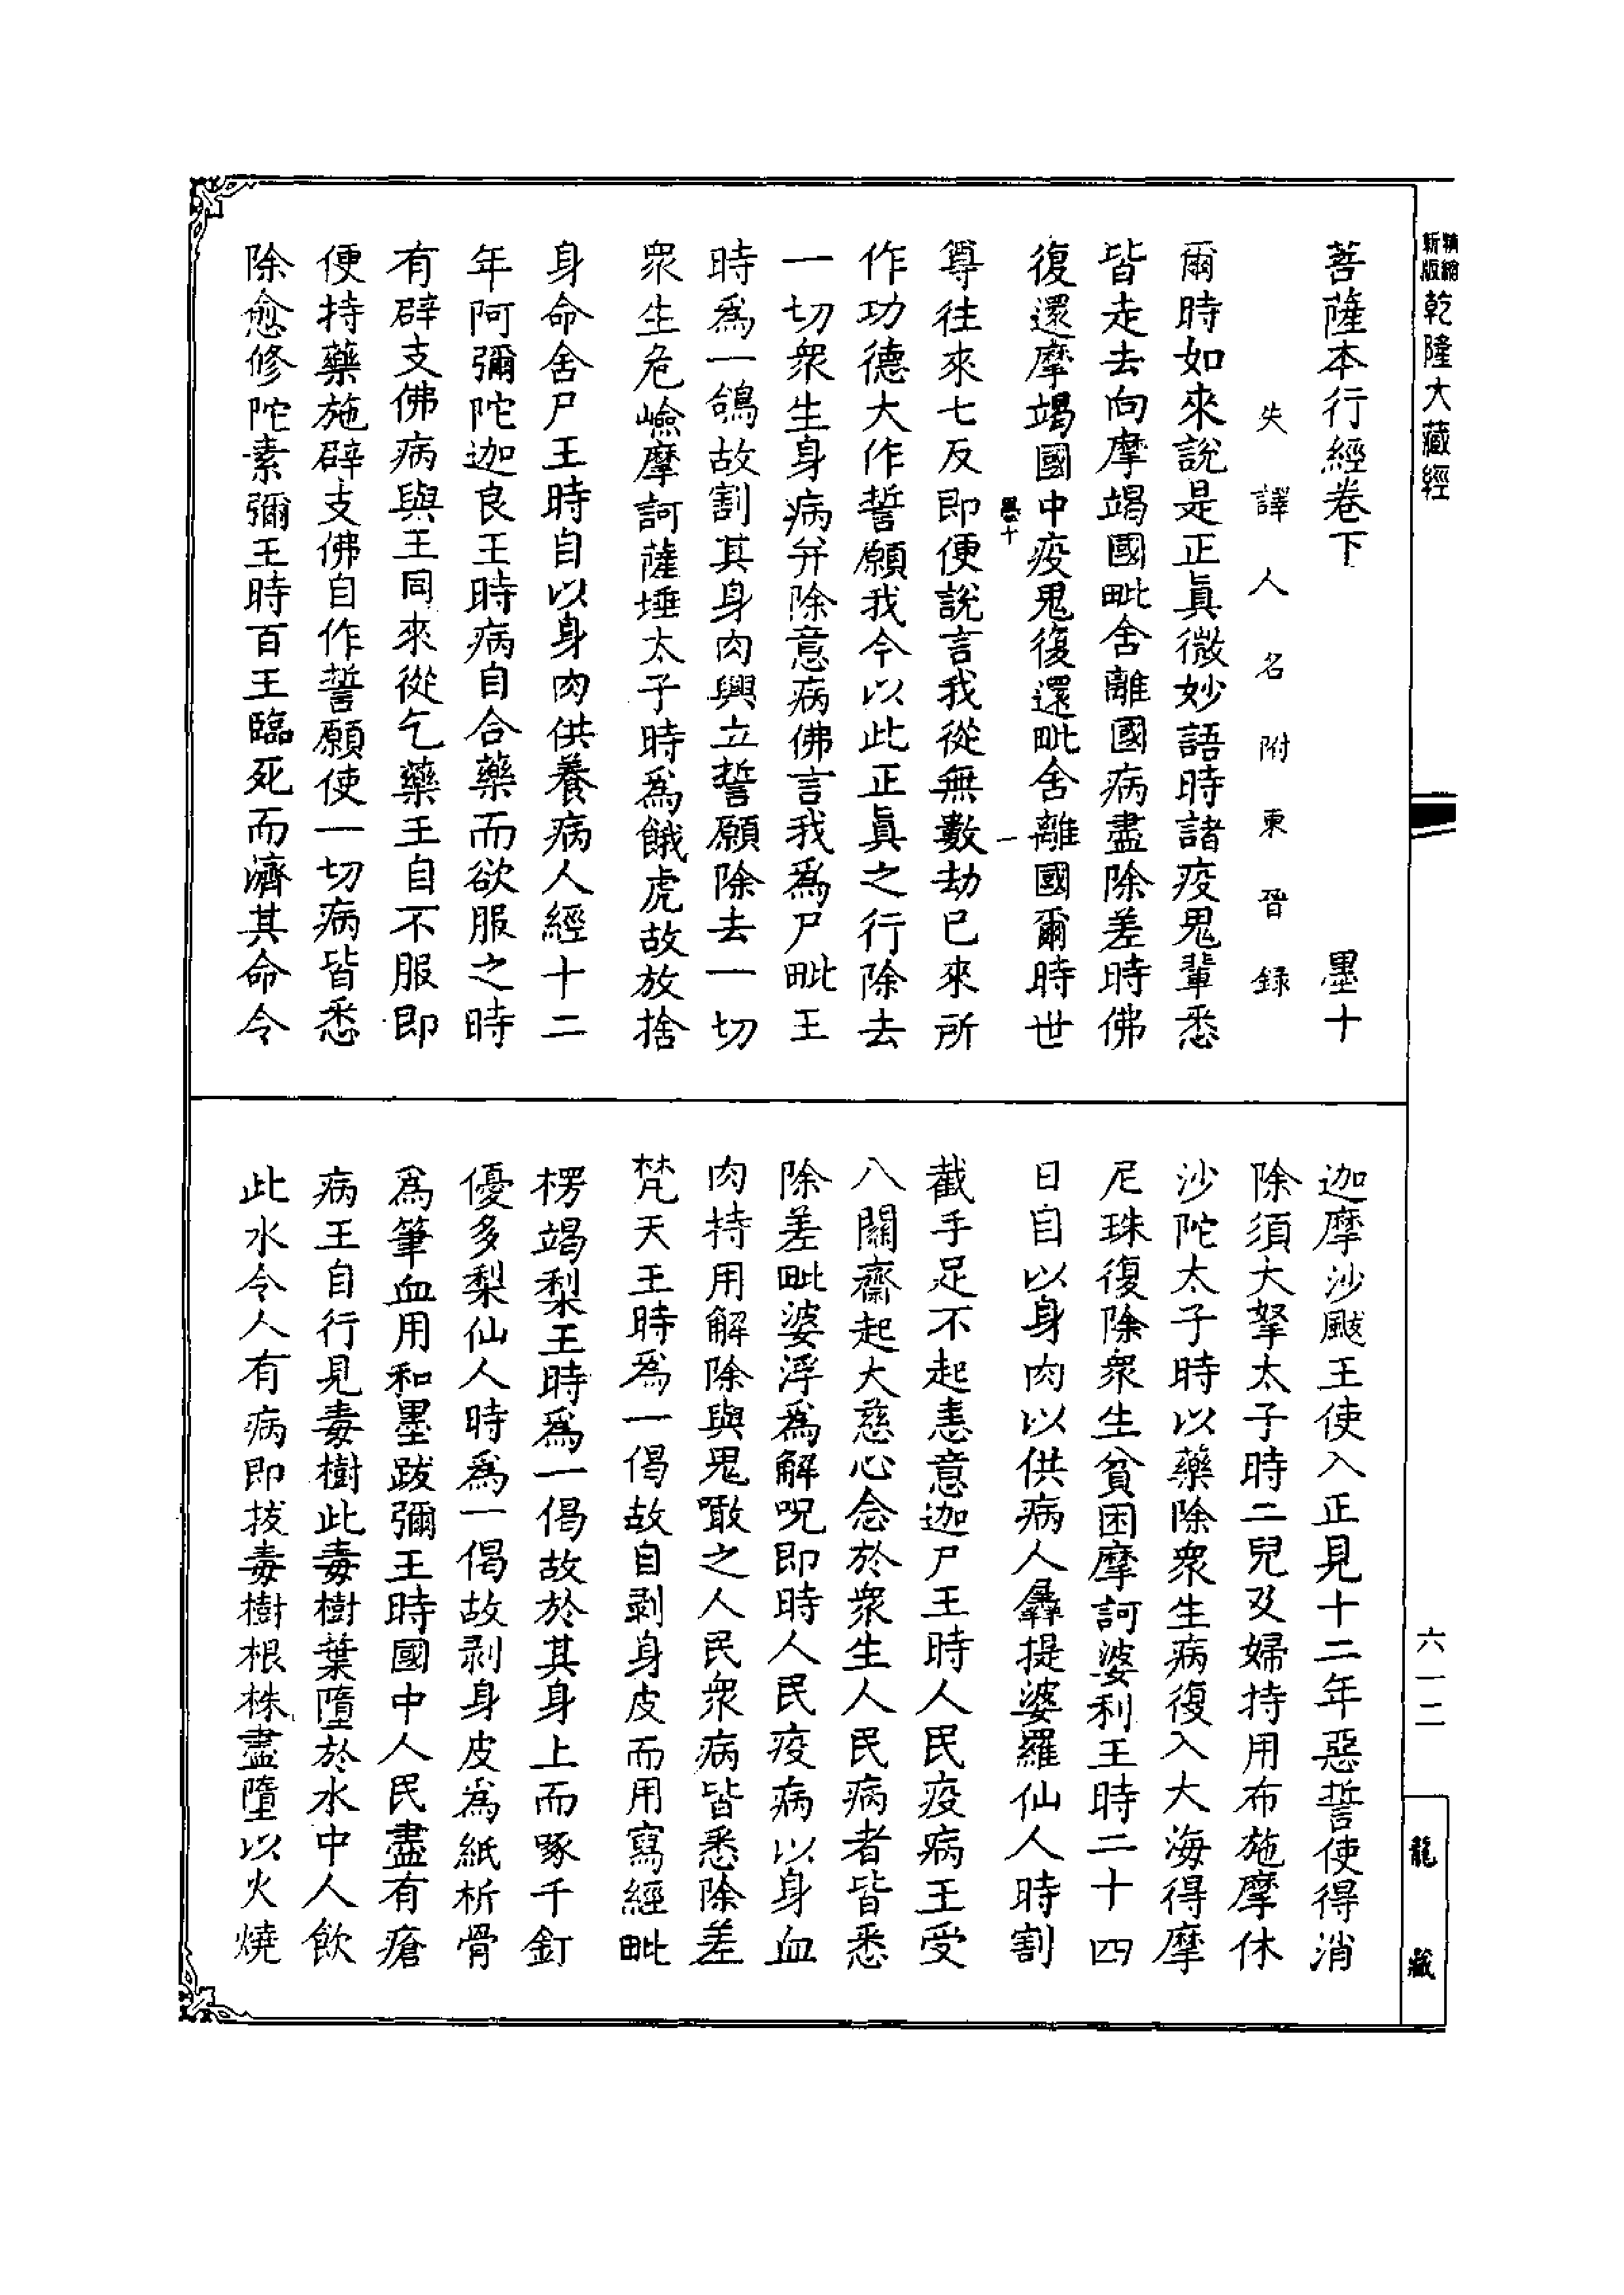 精繪新版 乾隆大藏經
菩薩本行經卷下 墨十
失譯人名附東晉錄
爾時如來說是正真微妙語時諸疫鬼輩悉
皆走去向摩竭國毗舍離國病盡除差時佛
復還摩竭國中疫鬼復還毗舍離國爾時世
墨十 一
尊往來七反即便說言我從無數劫已來所
作功德大作誓願我今以此正真之行除去
一切眾生身病并除意病佛言我為尸毗王
時為一鴿故割其身肉興立誓願除去一切
眾生危嶮摩訶薩埵太子時為餓虎故放捨
身命舍尸王時自以身肉供養病人經十二
年阿彌陀迦良王時病自合藥而欲服之時
有辟支佛病與王同來從乞藥王自不服即
便持藥施辟支佛自作誓願使一切病皆悉
除愈修陀素彌王時百王臨死而濟其命令
迦摩沙颰王使入正見十二年惡誓使得消
除須大拏太子時二兒及婦持用布施摩休
沙陀太子時以藥除眾生病復入大海得摩
尼珠復除眾生貧困摩訶婆利王時二十四
日自以身肉以供病人羼提婆羅仙人時割
截手足不起恚意迦尸王時人民疫病王受
八關齋起大慈心念於眾生人民病者皆悉
除差毗婆浮為解呪即時人民疫病以身血
肉持用解除與鬼噉之人民眾病皆悉除差
梵天王時為一偈故自剝身皮而用寫經毗
楞竭梨王時為一偈故於其身上而啄千釘
優多梨仙人時為一偈故剝身皮為紙析骨
為筆血用和墨跋彌王時國中人民盡有瘡
病王自行見毒樹此毒樹葉墮於水中人飲
此水令人有病即拔毒樹根株盡墮以火燒
六一二
龍藏